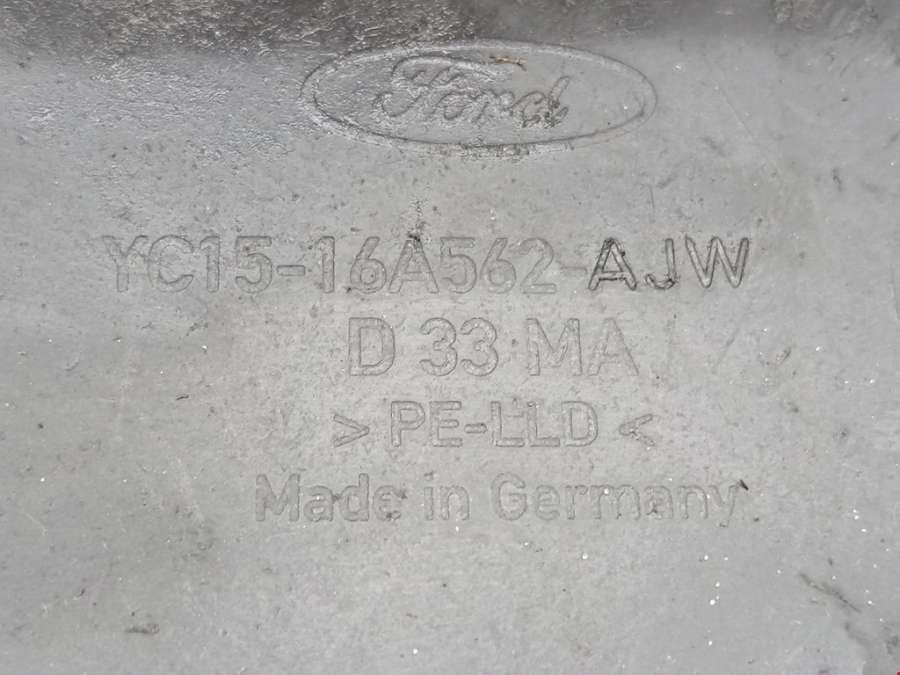 Ford
YC15-16A562-AJW
D 33 MA
> PE-LLD <
Made in Germany